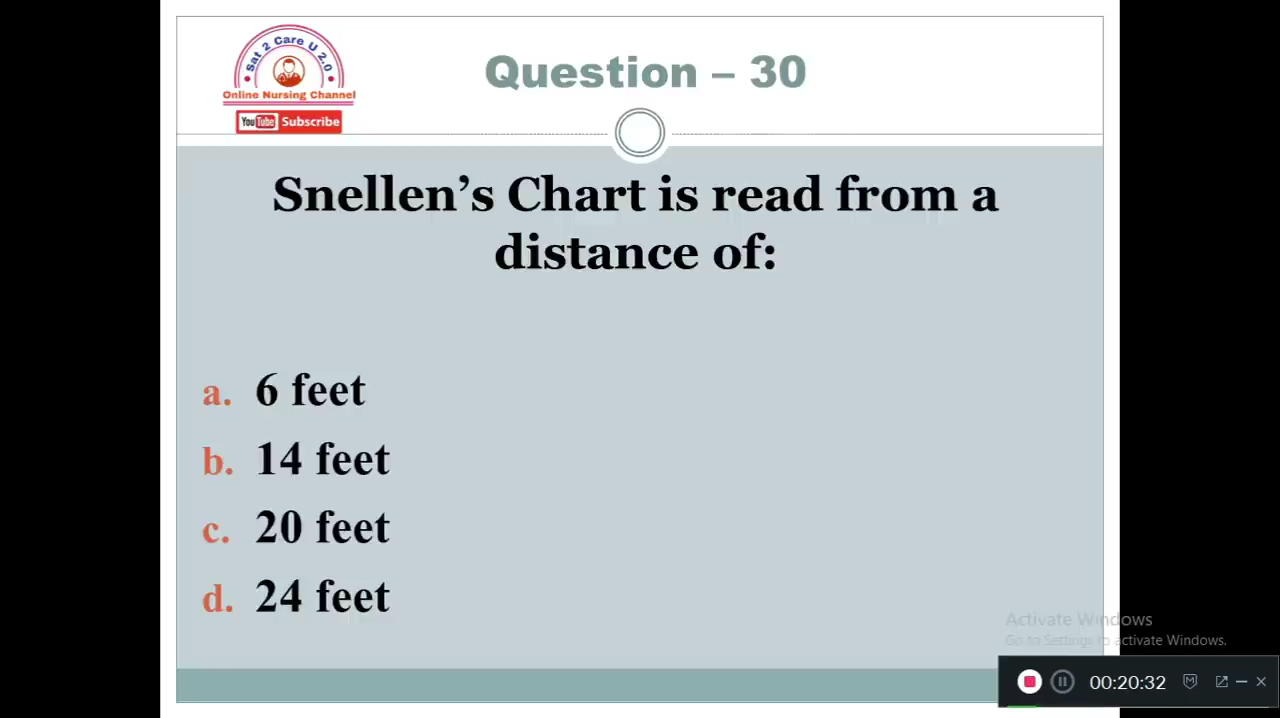 Sat 2 Care U 2.0
Online Nursing Channel
YouTube Subscribe
Question – 30
Snellen’s Chart is read from a
distance of:
a. 6 feet
b. 14 feet
c. 20 feet
d. 24 feet
Activate Windows
Go to Settings to activate Windows.
00:20:32